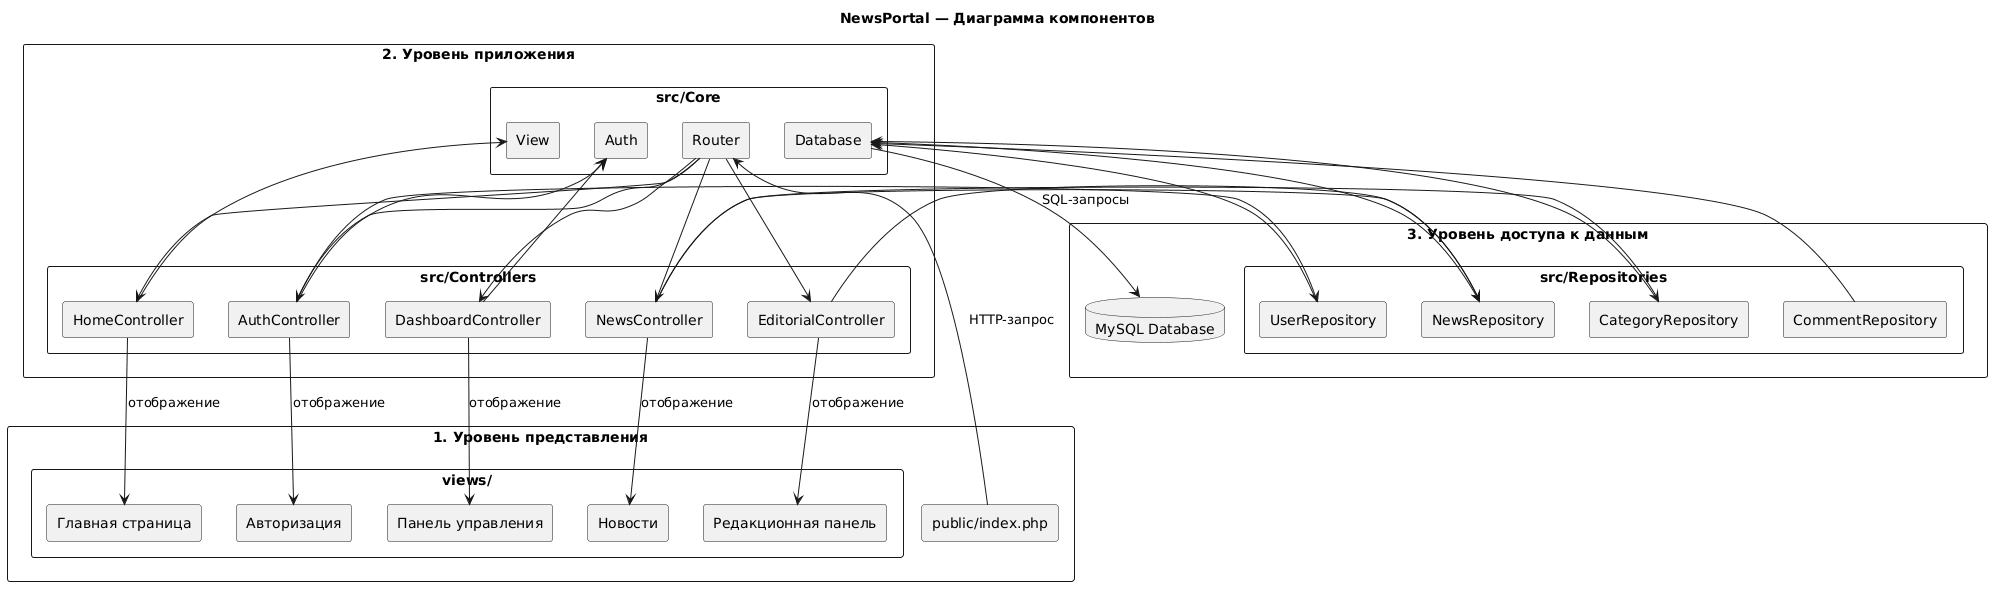 NewsPortal — Диаграмма компонентов
2. Уровень приложения
src/Core
View
Auth
Router
Database
SQL-запросы
3. Уровень доступа к данным
src/Controllers
src/Repositories
HomeController
AuthController
DashboardController
NewsController
EditorialController
HTTP-запрос
MySQL Database
UserRepository
NewsRepository
CategoryRepository
CommentRepository
отображение
отображение
отображение
отображение
отображение
1. Уровень представления
views/
Главная страница
Авторизация
Панель управления
Новости
Редакционная панель
public/index.php